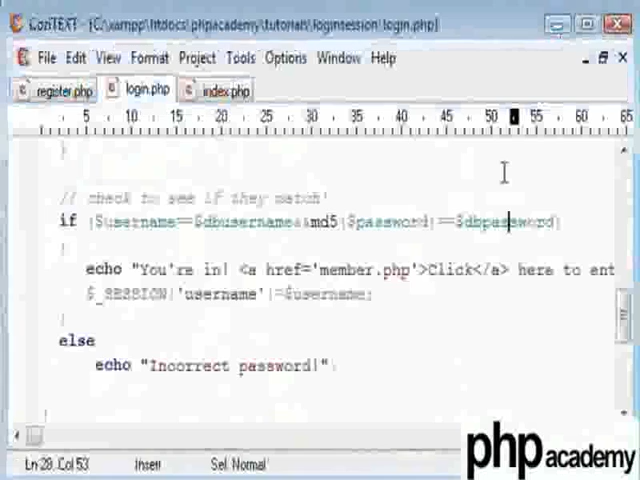 ConTEXT - [C:\xampp\htdocs\phpacademy\tutorials\loginsession\login.php]
File Edit View Format Project Tools Options Window Help
register.php login.php index.php
5 10 15 20 25 30 35 40 45 50 55 60 65
}
// check to see if they match!
if ($username==$dbusername&&md5($password)==$dbpassword)
{
echo "You're in! <a href='member.php'>Click</a> here to ent
$_SESSION['username']=$username;
}
else
echo "Incorrect password!";
}
php academy
Ln 28, Col 53 Insert Sel: Normal